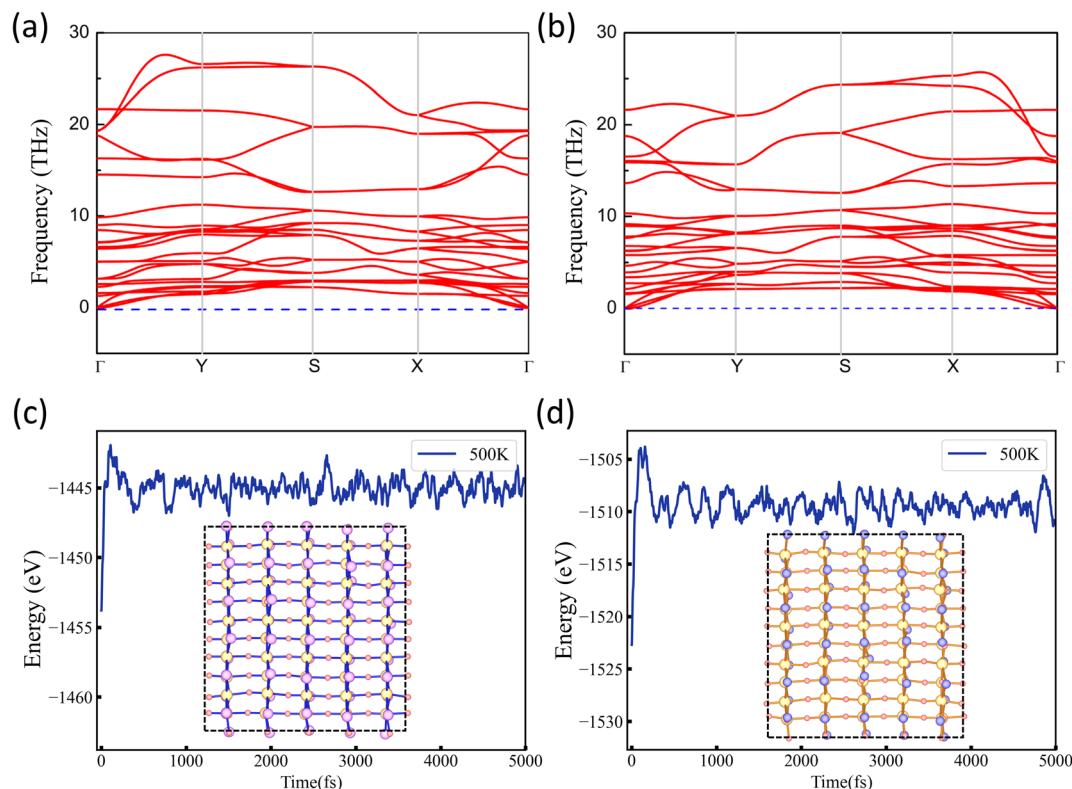 (a)
30
20
10
0
Frequency (THz)
Γ Y S X Γ
(b)
30
20
10
0
Frequency (THz)
Γ Y S X Γ
(c)
500K
−1445
−1450
−1455
−1460
Energy (eV)
0 1000 2000 3000 4000 5000
Time(fs)
(d)
500K
−1505
−1510
−1515
−1520
−1525
−1530
Energy (eV)
0 1000 2000 3000 4000 5000
Time(fs)